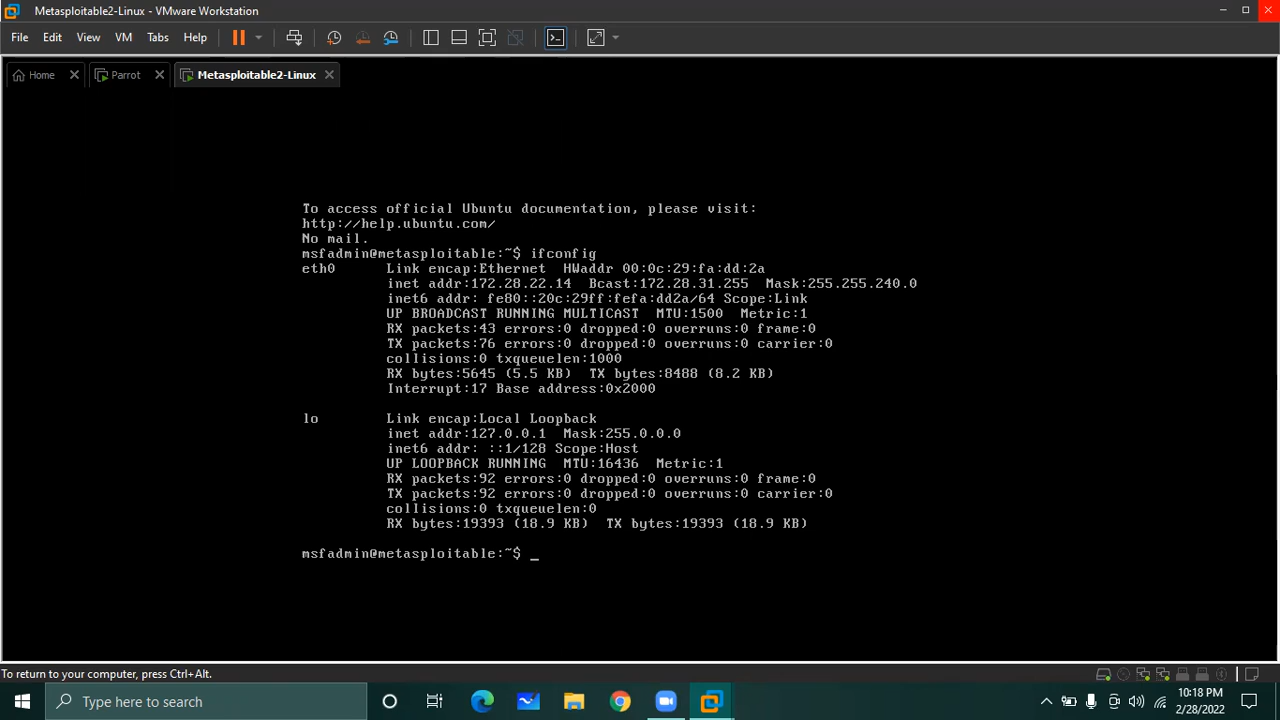 Metasploitable2-Linux - VMware Workstation
File Edit View VM Tabs Help
Home Parrot Metasploitable2-Linux
To access official Ubuntu documentation, please visit:
http://help.ubuntu.com/
No mail.
msfadmin@metasploitable:~$ ifconfig
eth0 Link encap:Ethernet HWaddr 00:0c:29:fa:dd:2a
inet addr:172.28.22.14 Bcast:172.28.31.255 Mask:255.255.240.0
inet6 addr: fe80::20c:29ff:fefa:dd2a/64 Scope:Link
UP BROADCAST RUNNING MULTICAST MTU:1500 Metric:1
RX packets:43 errors:0 dropped:0 overruns:0 frame:0
TX packets:76 errors:0 dropped:0 overruns:0 carrier:0
collisions:0 txqueuelen:1000
RX bytes:5645 (5.5 KB) TX bytes:8488 (8.2 KB)
Interrupt:17 Base address:0x2000
lo Link encap:Local Loopback
inet addr:127.0.0.1 Mask:255.0.0.0
inet6 addr: ::1/128 Scope:Host
UP LOOPBACK RUNNING MTU:16436 Metric:1
RX packets:92 errors:0 dropped:0 overruns:0 frame:0
TX packets:92 errors:0 dropped:0 overruns:0 carrier:0
collisions:0 txqueuelen:0
RX bytes:19393 (18.9 KB) TX bytes:19393 (18.9 KB)
msfadmin@metasploitable:~$ _
To return to your computer, press Ctrl+Alt.
Type here to search
10:18 PM
2/28/2022